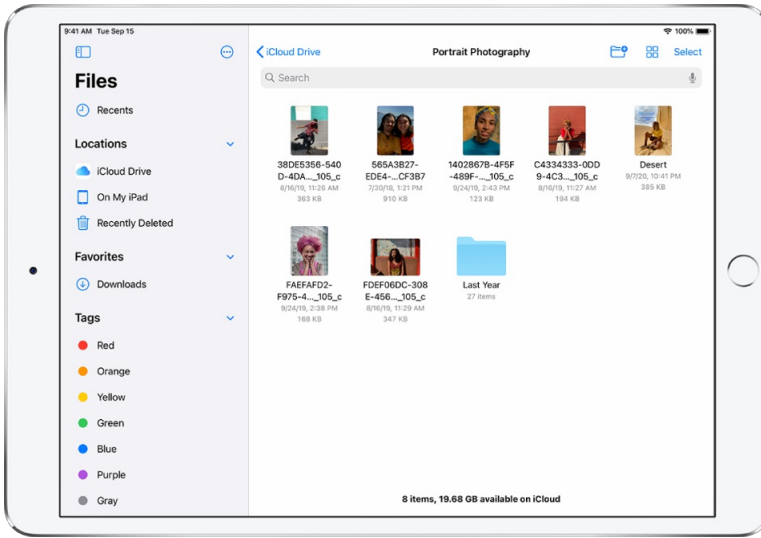 9:41 AM Tue Sep 15
100%
Files
Recents
Locations
iCloud Drive
On My iPad
Recently Deleted
Favorites
Downloads
Tags
Red
Orange
Yellow
Green
Blue
Purple
Gray
iCloud Drive
Portrait Photography
Select
Search
38DE5356-540
D-4DA..._105_c
8/16/19, 11:26 AM
363 KB
565A3B27-
EDE4-...CF3B7
7/30/18, 1:21 PM
910 KB
1402867B-4F5F
-489F-..._105_c
9/24/19, 2:43 PM
123 KB
C4334333-0DD
9-4C3..._105_c
8/16/19, 11:27 AM
194 KB
Desert
9/7/20, 10:41 PM
385 KB
FAEFAFD2-
F975-4..._105_c
9/24/19, 2:38 PM
168 KB
FDEF06DC-308
E-456..._105_c
8/16/19, 11:29 AM
347 KB
Last Year
27 items
8 items, 19.68 GB available on iCloud